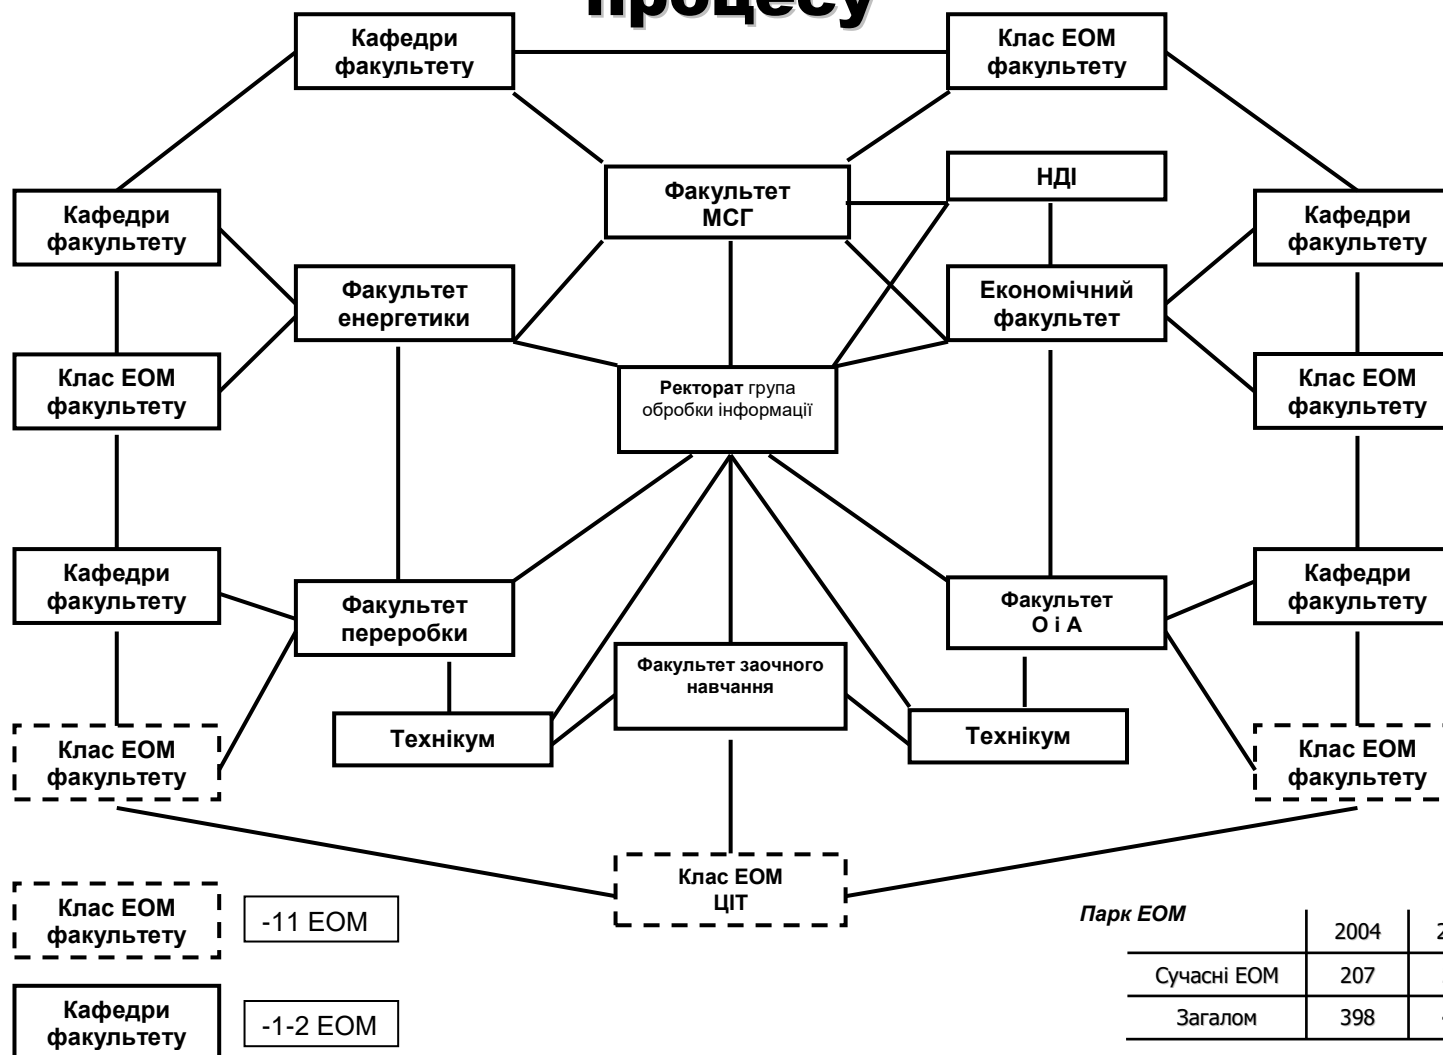 процесу
Кафедри
факультету
Клас ЕОМ
факультету
НДІ
Факультет
МСГ
Кафедри
факультету
Кафедри
факультету
Факультет
енергетики
Економічний
факультет
Клас ЕОМ
факультету
Ректорат група
обробки інформації
Клас ЕОМ
факультету
Кафедри
факультету
Кафедри
факультету
Факультет
переробки
Факультет
О і А
Факультет заочного
навчання
Технікум
Технікум
Клас ЕОМ
факультету
Клас ЕОМ
факультету
Клас ЕОМ
ЦІТ
Клас ЕОМ
факультету
-11 ЕОМ
Парк ЕОМ
2004
Сучасні ЕОМ 207
Загалом 398
Кафедри
факультету
-1-2 ЕОМ